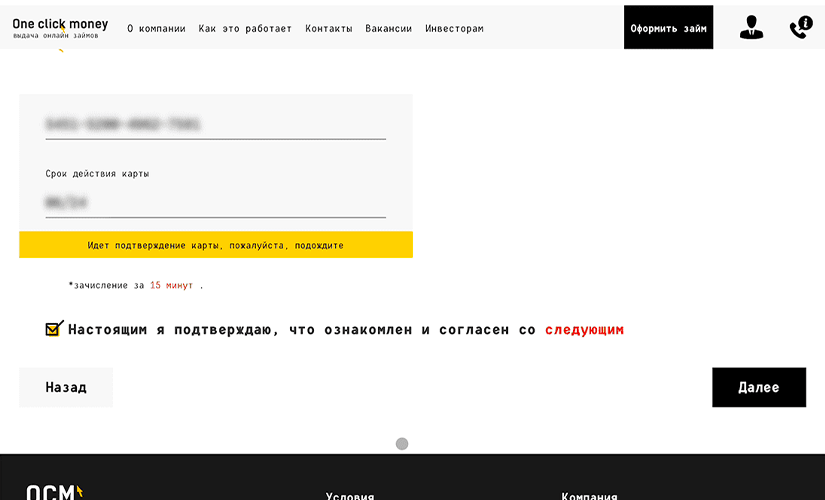 One click money
выдача онлайн займов
О компании Как это работает Контакты Вакансии Инвесторам
Оформить займ
Срок действия карты
Идет подтверждение карты, пожалуйста, подождите
*зачисление за 15 минут .
Настоящим я подтверждаю, что ознакомлен и согласен со следующим
Назад
Далее
OCM
Условия
Компания